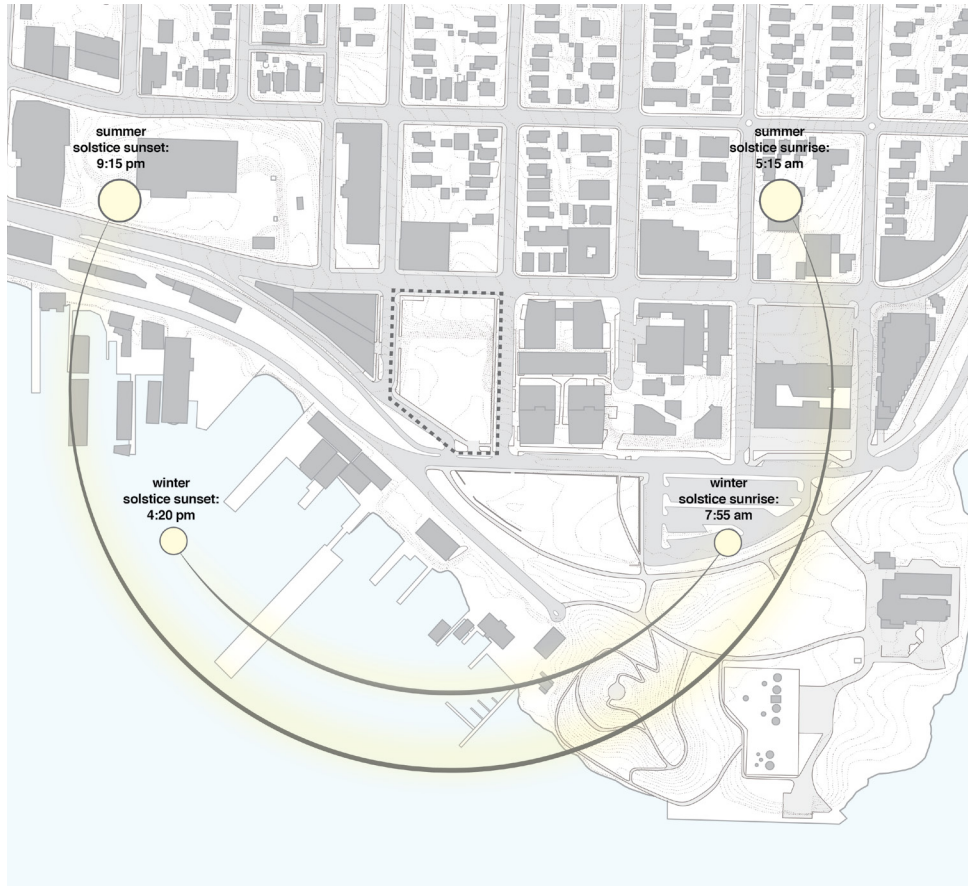 summer
solstice sunset:
9:15 pm
summer
solstice sunrise:
5:15 am
winter
solstice sunset:
4:20 pm
winter
solstice sunrise:
7:55 am